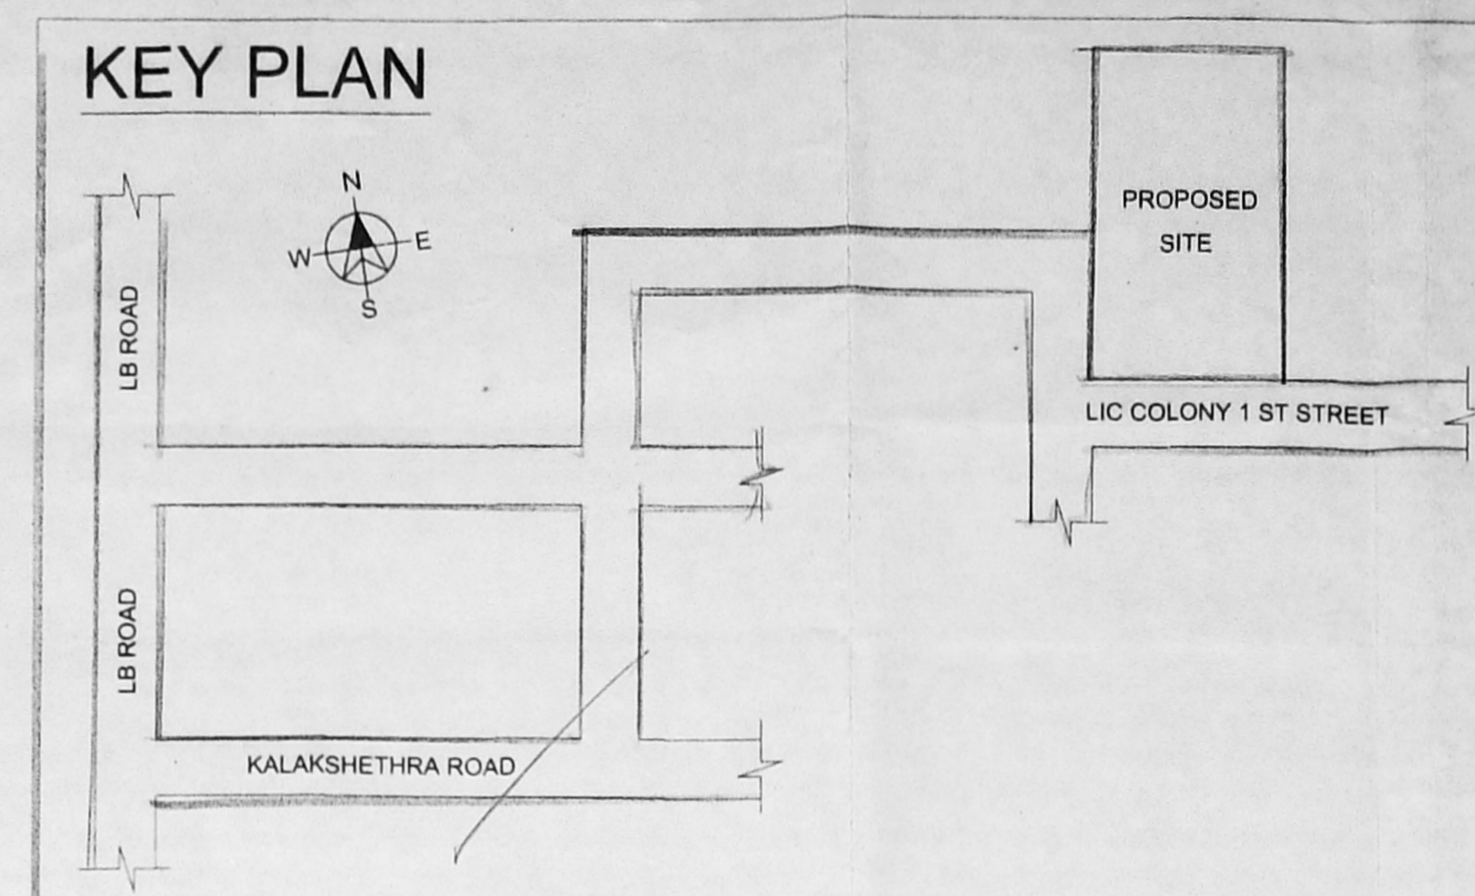 KEY PLAN
N
W
E
S
PROPOSED
SITE
LB ROAD
LIC COLONY 1 ST STREET
LB ROAD
KALAKSHETHRA ROAD